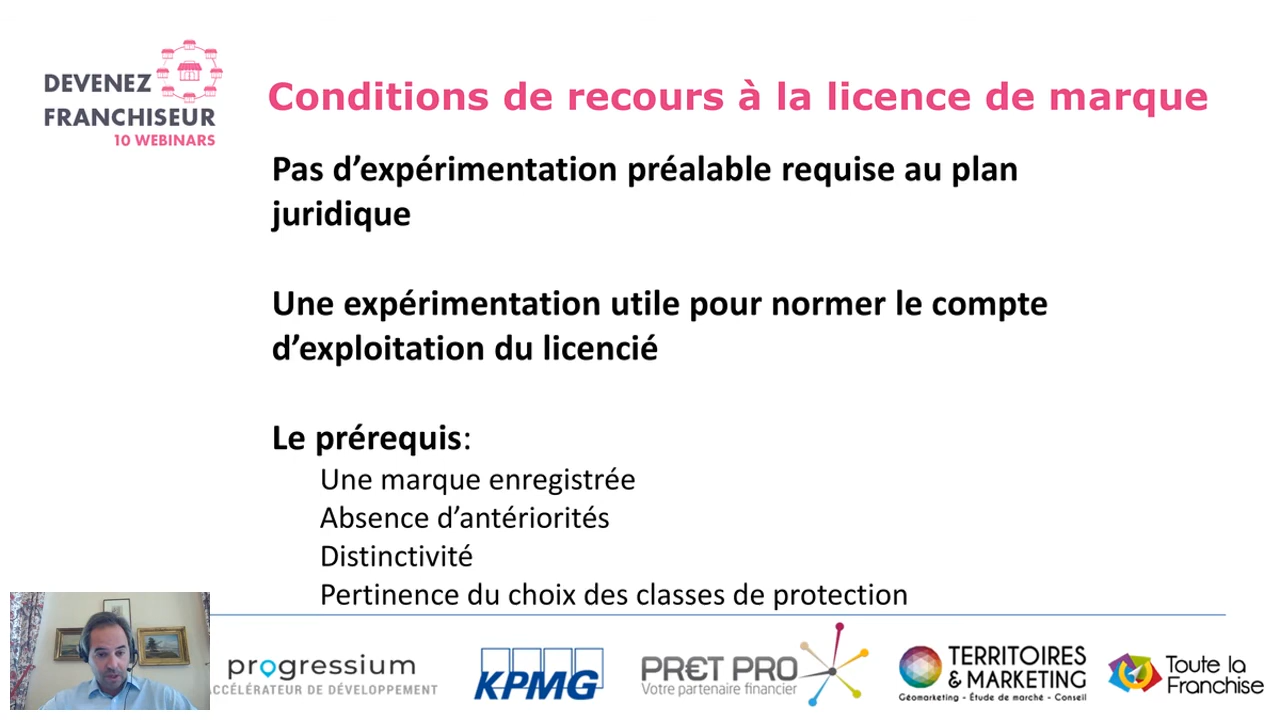 DEVENEZ
FRANCHISEUR
10 WEBINARS
Conditions de recours à la licence de marque
Pas d’expérimentation préalable requise au plan
juridique
Une expérimentation utile pour normer le compte
d’exploitation du licencié
Le prérequis:
Une marque enregistrée
Absence d’antériorités
Distinctivité
Pertinence du choix des classes de protection
progressium
ACCÉLÉRATEUR DE DÉVELOPPEMENT
KPMG
PR€T PRO
Votre partenaire financier
TERRITOIRES
& MARKETING
Géomarketing - Étude de marché - Conseil
Toute la
Franchise